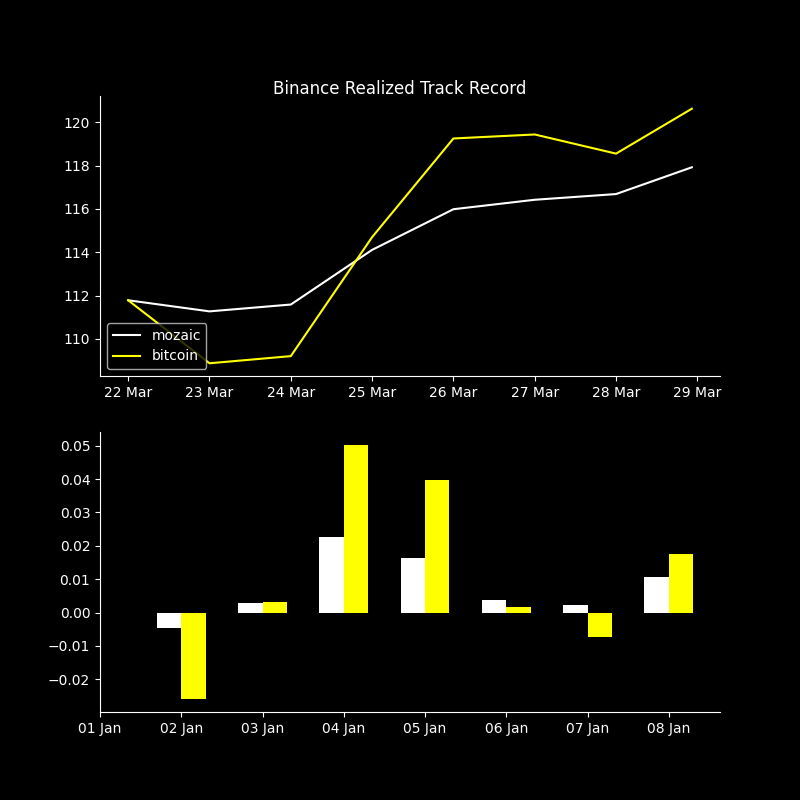 Binance Realized Track Record
120
118
116
114
112
110
mozaic
bitcoin
22 Mar 23 Mar 24 Mar 25 Mar 26 Mar 27 Mar 28 Mar 29 Mar
0.05
0.04
0.03
0.02
0.01
0.00
−0.01
−0.02
01 Jan 02 Jan 03 Jan 04 Jan 05 Jan 06 Jan 07 Jan 08 Jan